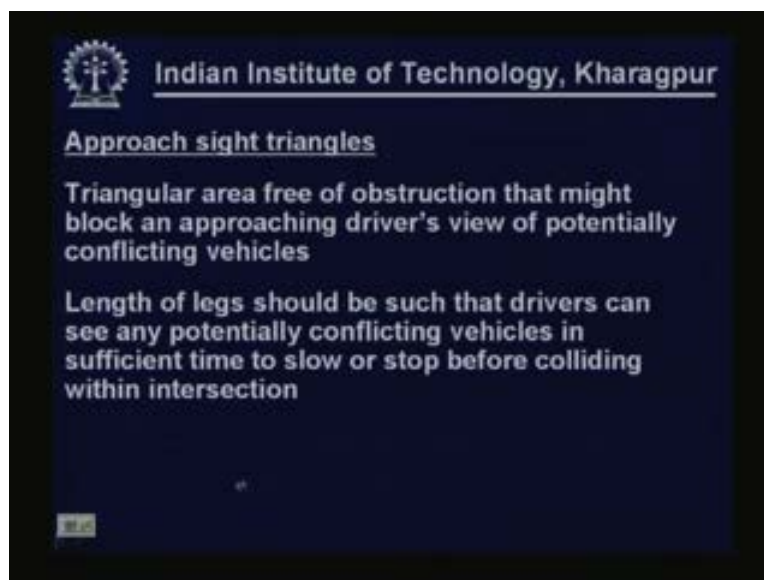 Indian Institute of Technology, Kharagpur
Approach sight triangles
Triangular area free of obstruction that might
block an approaching driver's view of potentially
conflicting vehicles
Length of legs should be such that drivers can
see any potentially conflicting vehicles in
sufficient time to slow or stop before colliding
within intersection